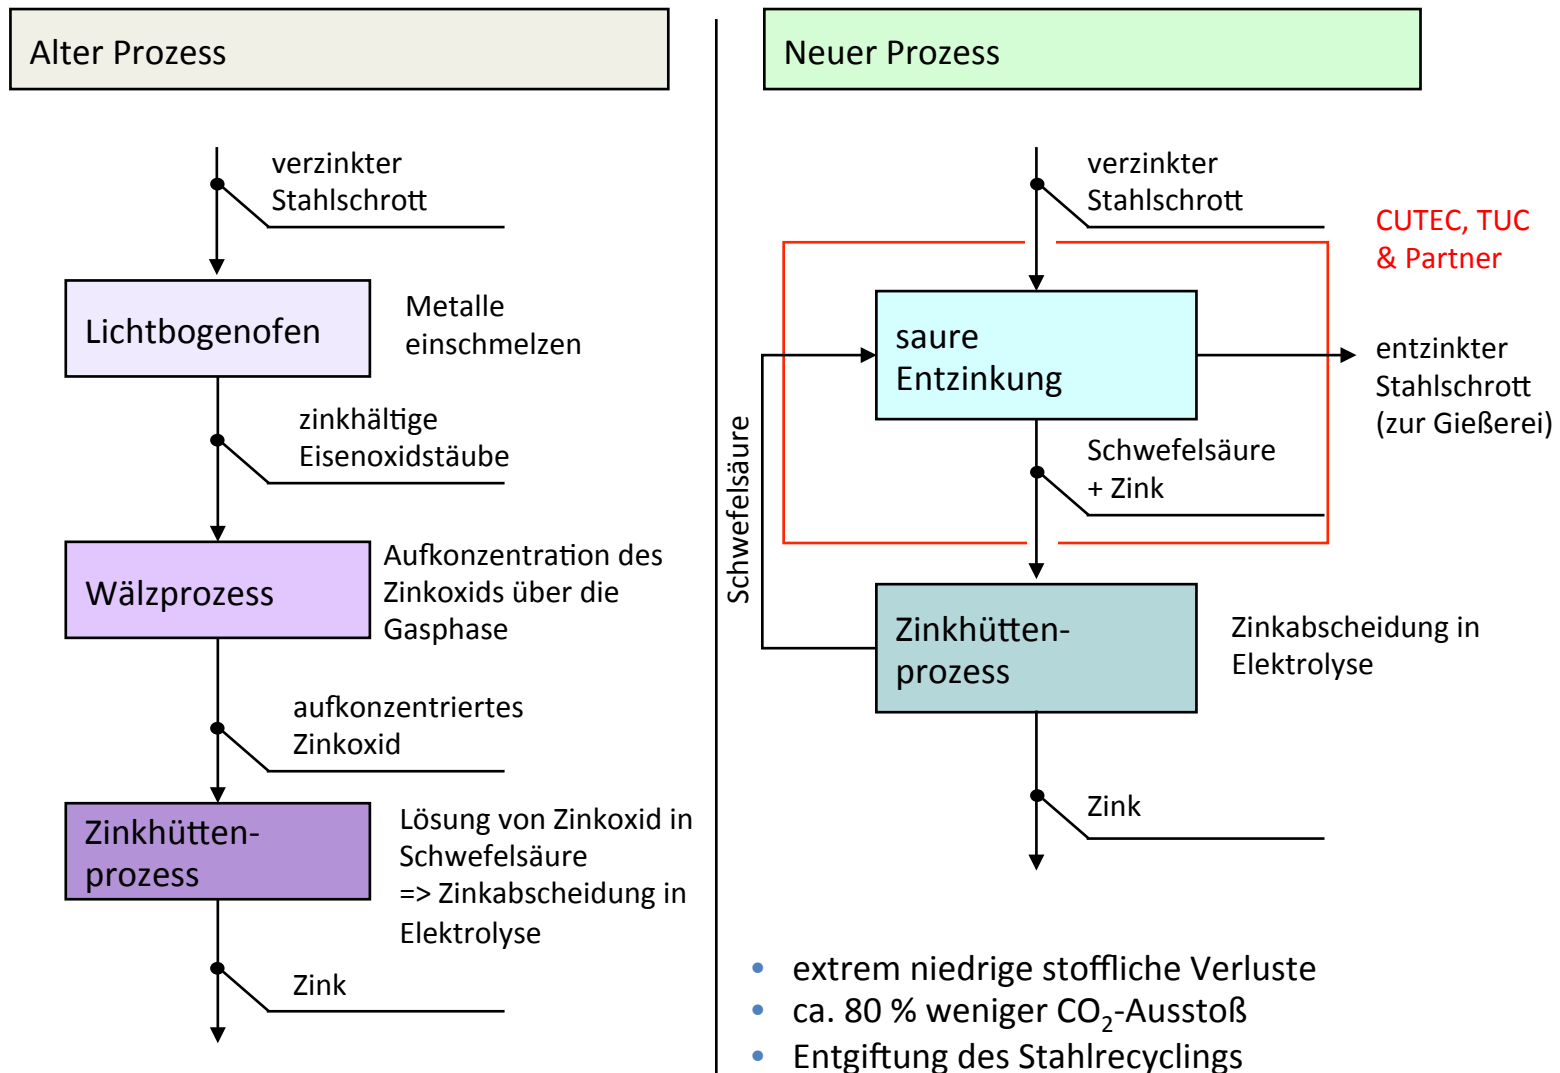 Alter Prozess
verzinkter
Stahlschrott
Lichtbogenofen
Metalle
einschmelzen
zinkhältige
Eisenoxidstäube
Wälzprozess
Aufkonzentration des
Zinkoxids über die
Gasphase
aufkonzentriertes
Zinkoxid
Zinkhütten-
prozess
Lösung von Zinkoxid in
Schwefelsäure
=> Zinkabscheidung in
Elektrolyse
Zink
Neuer Prozess
verzinkter
Stahlschrott
CUTEC, TUC
& Partner
saure
Entzinkung
entzinkter
Stahlschrott
(zur Gießerei)
Schwefelsäure
+ Zink
Schwefelsäure
Zinkhütten-
prozess
Zinkabscheidung in
Elektrolyse
Zink
• extrem niedrige stoffliche Verluste
• ca. 80 % weniger CO₂-Ausstoß
• Entgiftung des Stahlrecyclings